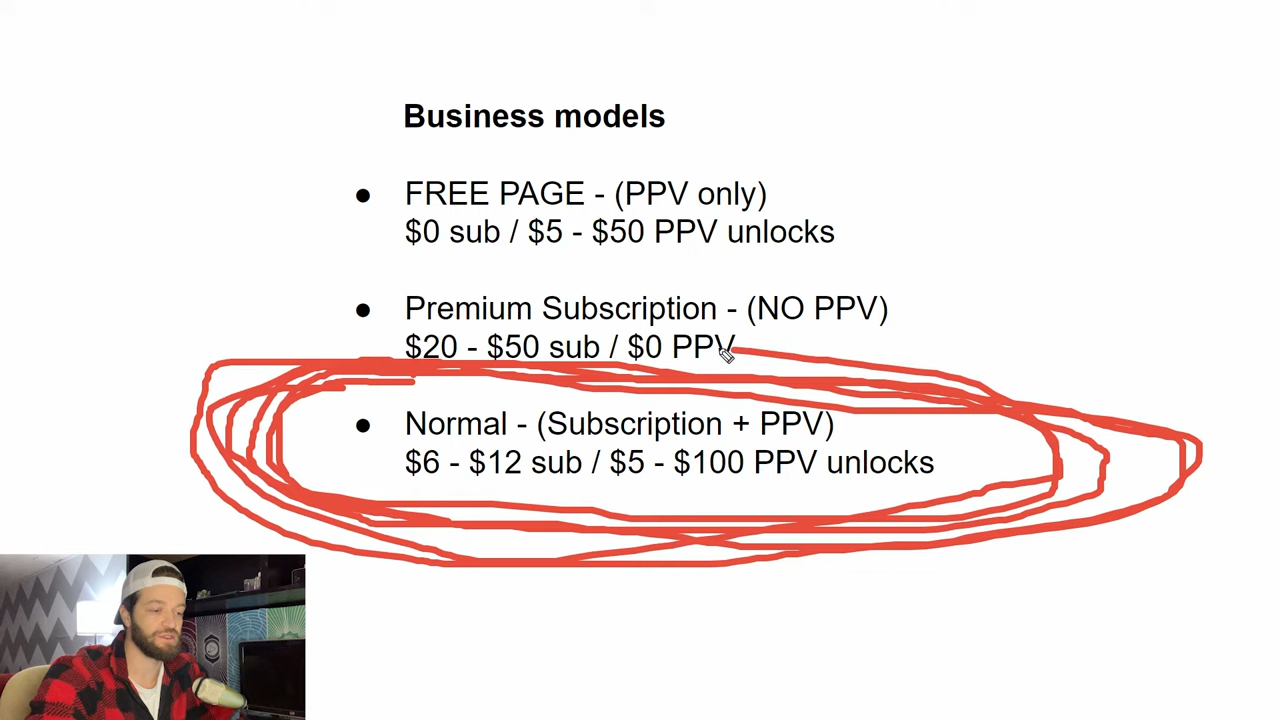 Business models
● FREE PAGE - (PPV only)
$0 sub / $5 - $50 PPV unlocks
● Premium Subscription - (NO PPV)
$20 - $50 sub / $0 PPV
● Normal - (Subscription + PPV)
$6 - $12 sub / $5 - $100 PPV unlocks